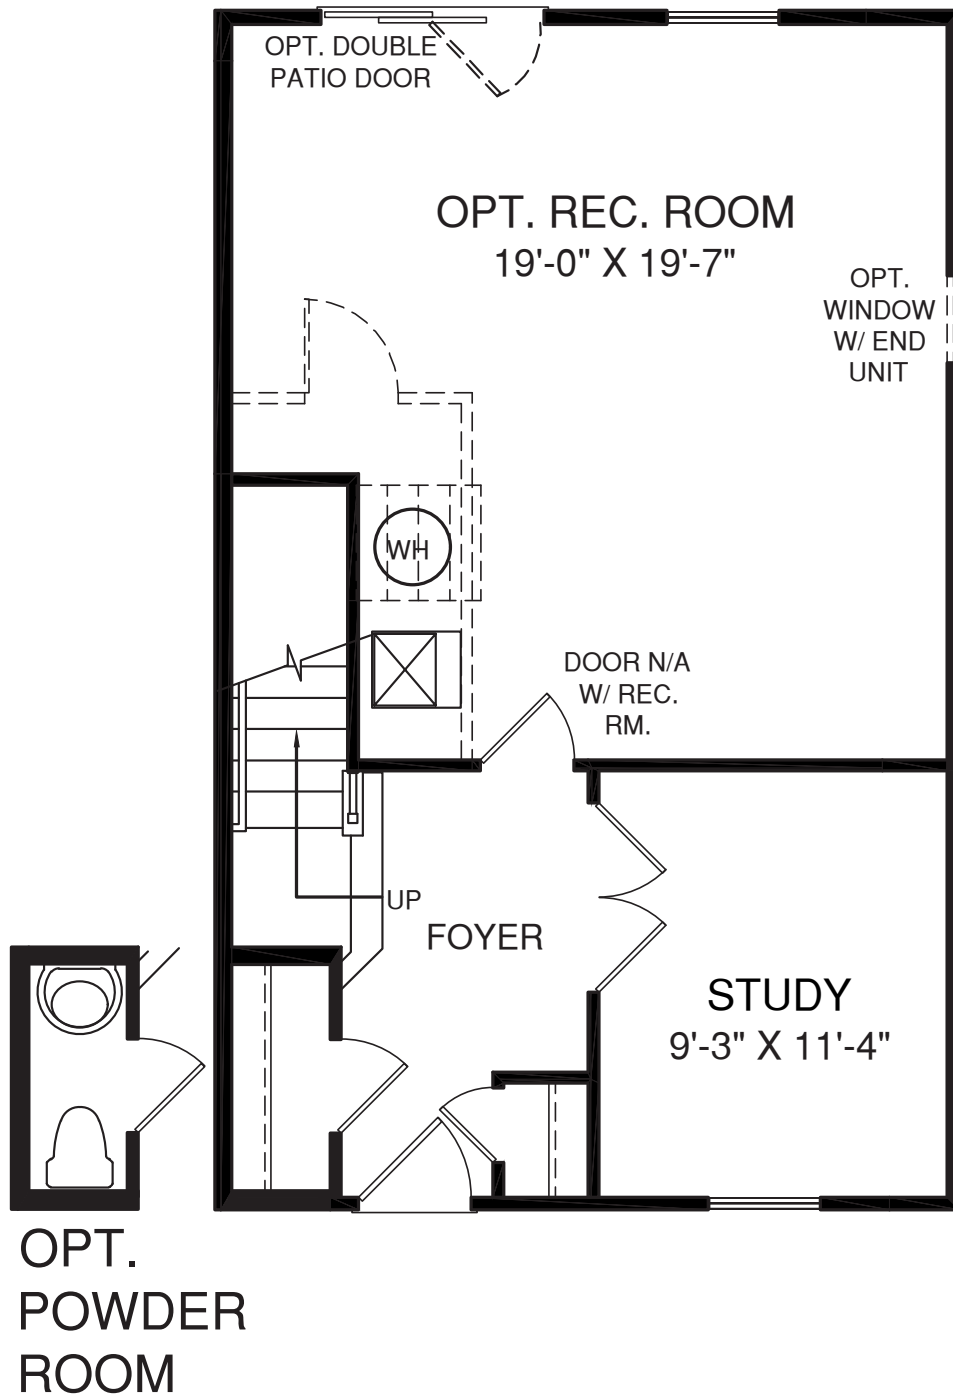 OPT. DOUBLE
PATIO DOOR
OPT. REC. ROOM
19'-0" X 19'-7"
OPT.
WINDOW
W/ END
UNIT
WH
DOOR N/A
W/ REC.
RM.
UP
FOYER
STUDY
9'-3" X 11'-4"
OPT.
POWDER
ROOM